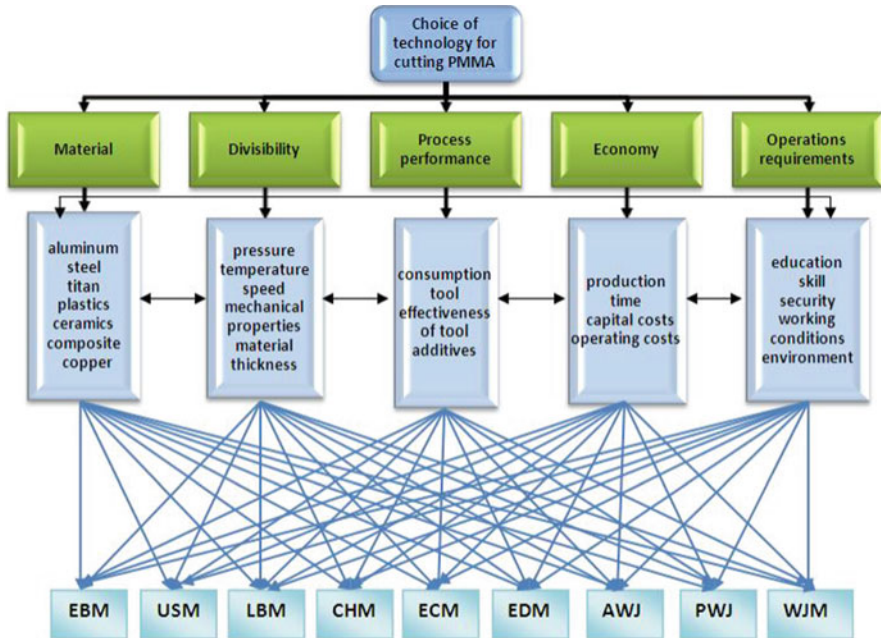 Choice of
technology for
cutting PMMA
Material
Divisibility
Process
performance
Economy
Operations
requirements
aluminum
steel
titan
plastics
ceramics
composite
copper
pressure
temperature
speed
mechanical
properties
material
thickness
consumption
tool
effectiveness
of tool
additives
production
time
capital costs
operating costs
education
skill
security
working
conditions
environment
EBM
USM
LBM
CHM
ECM
EDM
AWJ
PWJ
WJM